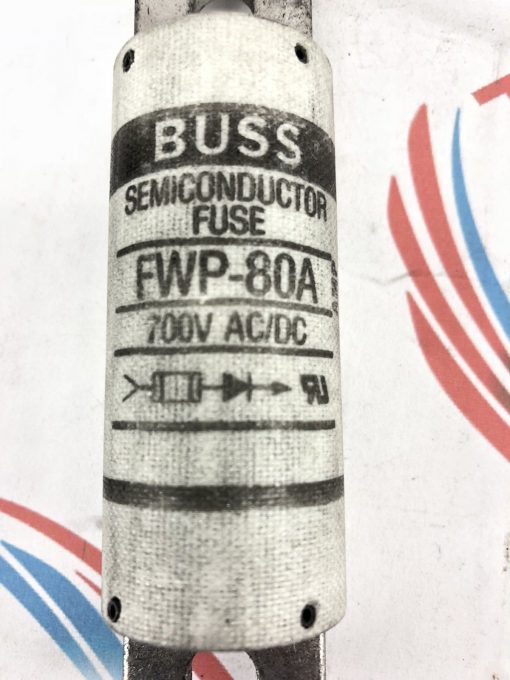 BUSS
SEMICONDUCTOR
FUSE
FWP-80A
700V AC/DC